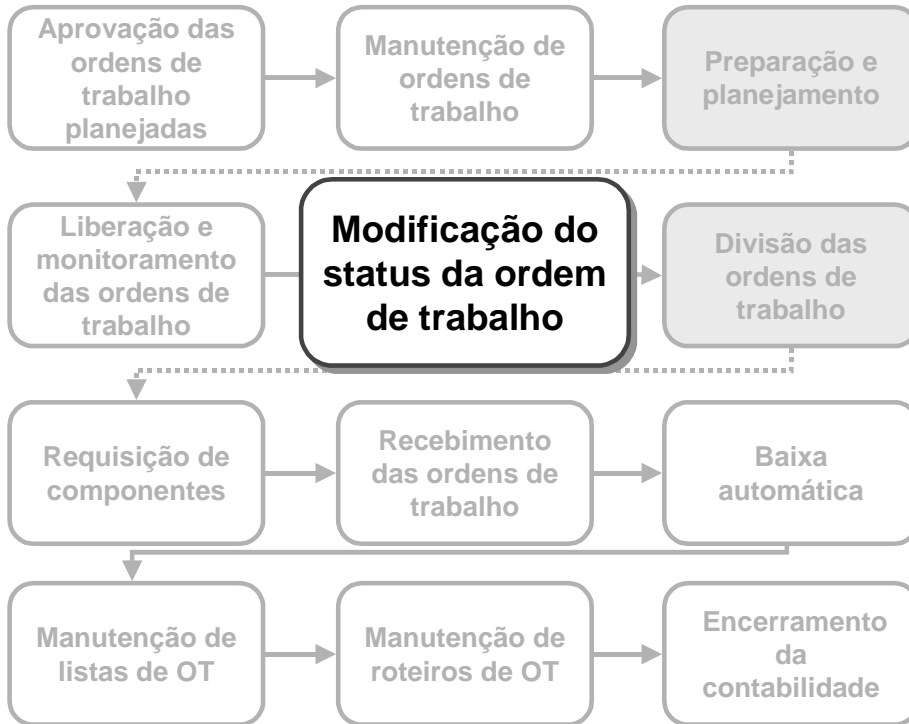 Aprovação das
ordens de
trabalho
planejadas
Manutenção de
ordens de
trabalho
Preparação e
planejamento
Liberação e
monitoramento
das ordens de
trabalho
Modificação do
status da ordem
de trabalho
Divisão das
ordens de
trabalho
Requisição de
componentes
Recebimento
das ordens de
trabalho
Baixa
automática
Manutenção de
listas de OT
Manutenção de
roteiros de OT
Encerramento
da
contabilidade